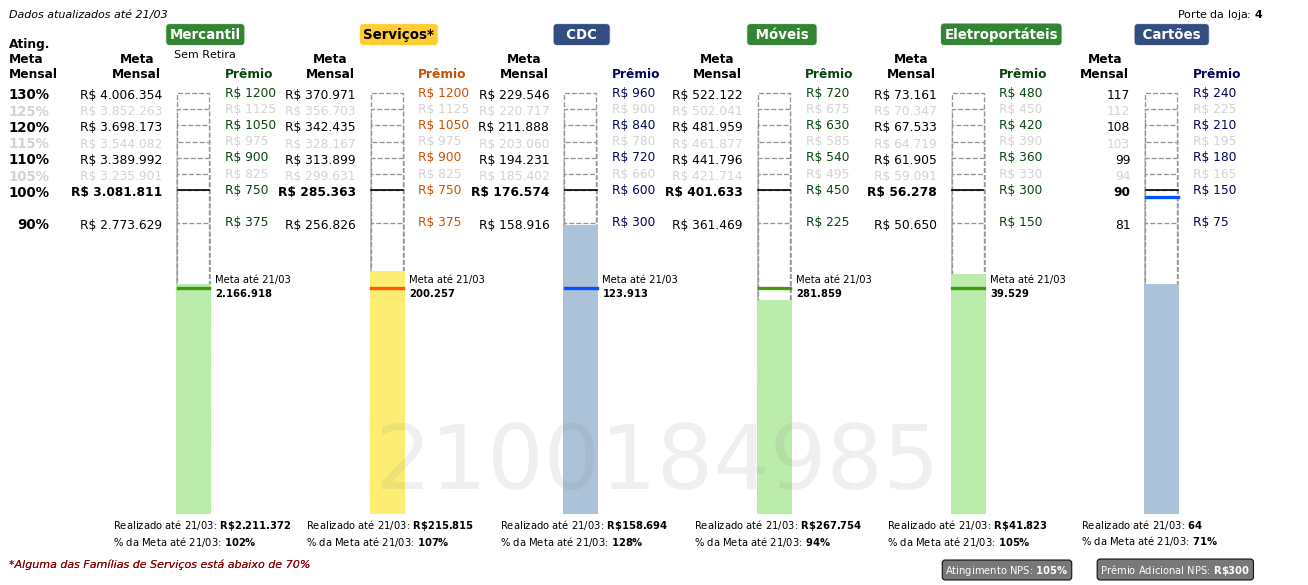 Dados atualizados até 21/03
Porte da loja: 4
Mercantil Serviços* CDC Móveis Eletroportáteis Cartões
Sem Retira
Ating. Meta Mensal
Meta Mensal Prêmio Meta Mensal Prêmio Meta Mensal Prêmio Meta Mensal Prêmio Meta Mensal Prêmio Meta Mensal Prêmio
130% R$ 4.006.354 R$ 1200 R$ 370.971 R$ 1200 R$ 229.546 R$ 960 R$ 522.122 R$ 720 R$ 73.161 R$ 480 117 R$ 240
125% R$ 3.852.263 R$ 1125 R$ 356.703 R$ 1125 R$ 220.717 R$ 900 R$ 502.041 R$ 675 R$ 70.347 R$ 450 112 R$ 225
120% R$ 3.698.173 R$ 1050 R$ 342.435 R$ 1050 R$ 211.888 R$ 840 R$ 481.959 R$ 630 R$ 67.533 R$ 420 108 R$ 210
115% R$ 3.544.082 R$ 975 R$ 328.167 R$ 975 R$ 203.060 R$ 780 R$ 461.877 R$ 585 R$ 64.719 R$ 390 103 R$ 195
110% R$ 3.389.992 R$ 900 R$ 313.899 R$ 900 R$ 194.231 R$ 720 R$ 441.796 R$ 540 R$ 61.905 R$ 360 99 R$ 180
105% R$ 3.235.901 R$ 825 R$ 299.631 R$ 825 R$ 185.402 R$ 660 R$ 421.714 R$ 495 R$ 59.091 R$ 330 94 R$ 165
100% R$ 3.081.811 R$ 750 R$ 285.363 R$ 750 R$ 176.574 R$ 600 R$ 401.633 R$ 450 R$ 56.278 R$ 300 90 R$ 150
90% R$ 2.773.629 R$ 375 R$ 256.826 R$ 375 R$ 158.916 R$ 300 R$ 361.469 R$ 225 R$ 50.650 R$ 150 81 R$ 75
Meta até 21/03 Meta até 21/03 Meta até 21/03 Meta até 21/03 Meta até 21/03
2.166.918 200.257 123.913 281.859 39.529
2100184985
Realizado até 21/03: R$2.211.372 Realizado até 21/03: R$215.815 Realizado até 21/03: R$158.694 Realizado até 21/03: R$267.754 Realizado até 21/03: R$41.823 Realizado até 21/03: 64
% da Meta até 21/03: 102% % da Meta até 21/03: 107% % da Meta até 21/03: 128% % da Meta até 21/03: 94% % da Meta até 21/03: 105% % da Meta até 21/03: 71%
*Alguma das Famílias de Serviços está abaixo de 70%
Atingimento NPS: 105% Prêmio Adicional NPS: R$300